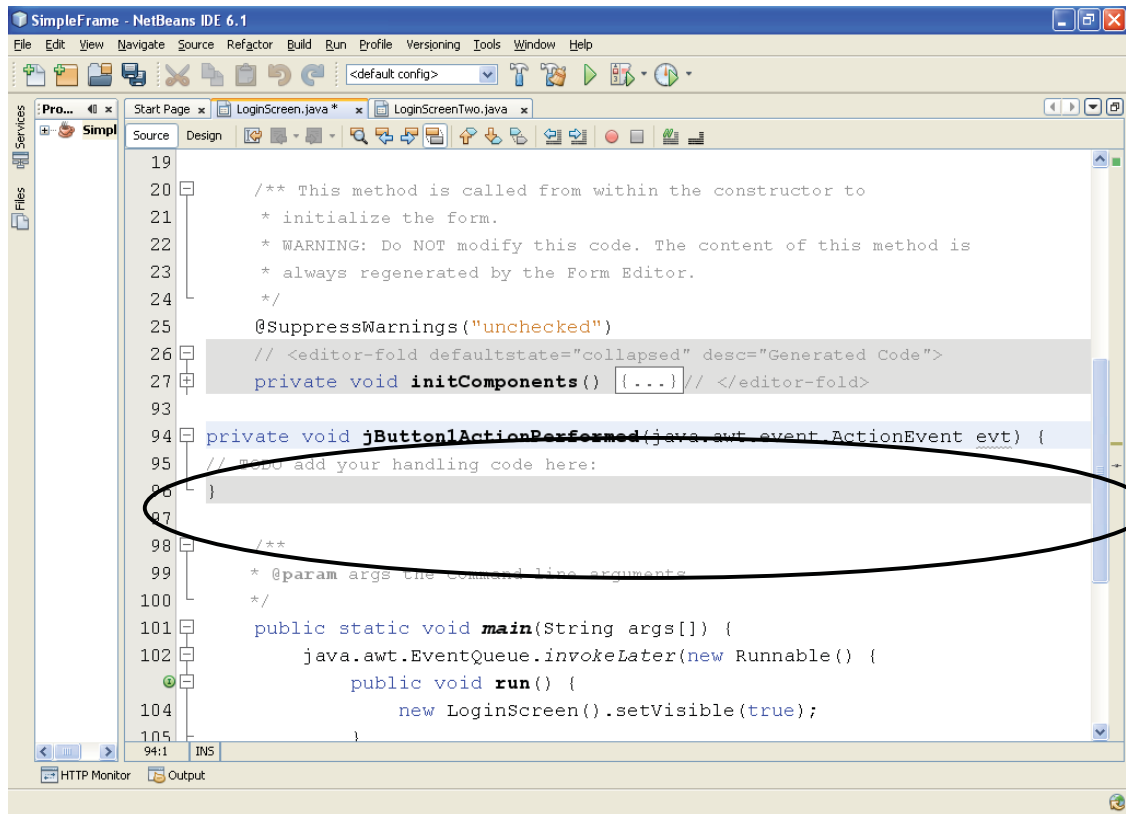 SimpleFrame - NetBeans IDE 6.1
File Edit View Navigate Source Refactor Build Run Profile Versioning Tools Window Help
<default config>
Services
Files
Pro...
Simpl
Start Page LoginScreen.java * LoginScreenTwo.java
Source Design
19
20 /** This method is called from within the constructor to
21 * initialize the form.
22 * WARNING: Do NOT modify this code. The content of this method is
23 * always regenerated by the Form Editor.
24 */
25 @SuppressWarnings("unchecked")
26 // <editor-fold defaultstate="collapsed" desc="Generated Code">
27 private void initComponents() {...}// </editor-fold>
93
94 private void jButton1ActionPerformed(java.awt.event.ActionEvent evt) {
95 // TODO add your handling code here:
96 }
97
98 /**
99 * @param args the command line arguments
100 */
101 public static void main(String args[]) {
102 java.awt.EventQueue.invokeLater(new Runnable() {
public void run() {
104 new LoginScreen().setVisible(true);
105 }
94:1 INS
HTTP Monitor Output